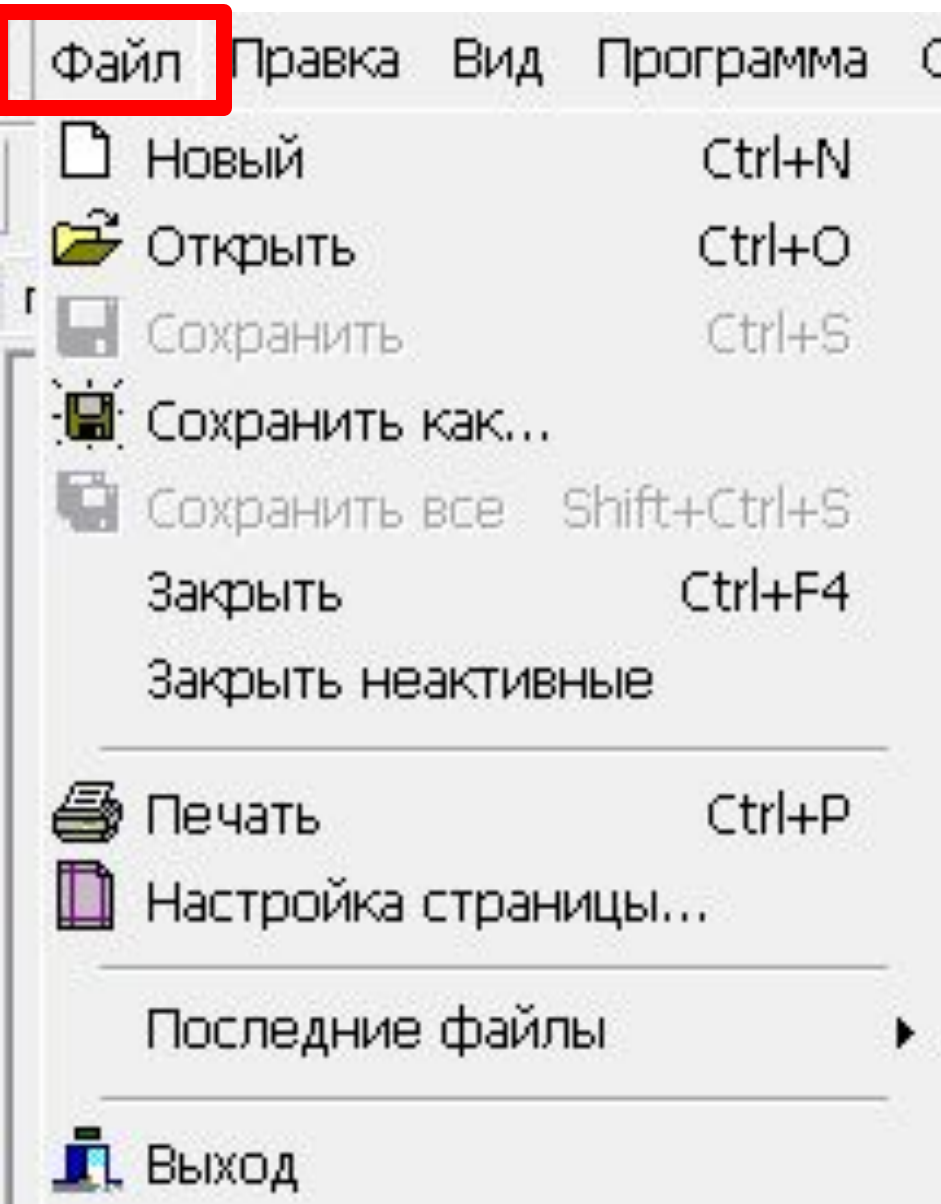 Файл Правка Вид Программа
Новый Ctrl+N
Открыть Ctrl+O
Сохранить Ctrl+S
Сохранить как...
Сохранить все Shift+Ctrl+S
Закрыть Ctrl+F4
Закрыть неактивные
Печать Ctrl+P
Настройка страницы...
Последние файлы
Выход